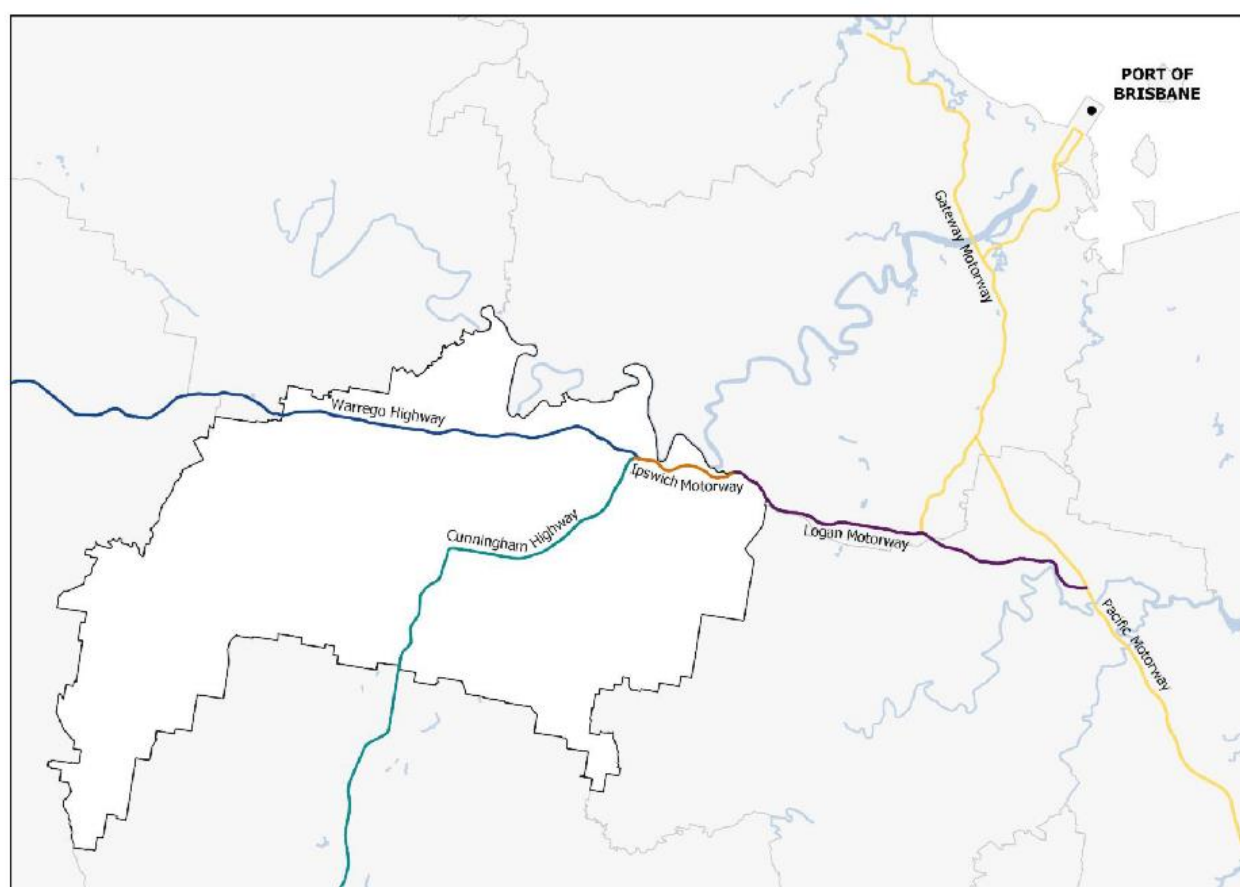 PORT OF
BRISBANE
Gateway Motorway
Warrego Highway
Ipswich Motorway
Cunningham Highway
Logan Motorway
Pacific Motorway